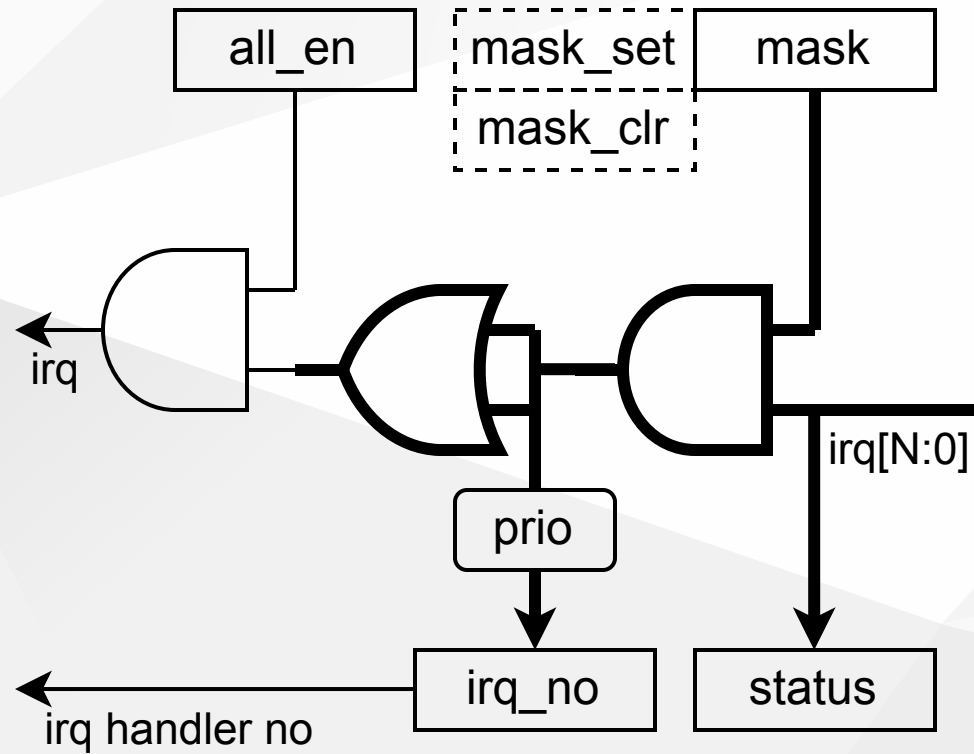 all_en
mask_set
mask
mask_clr
irq
irq[N:0]
prio
irq_no
status
irq handler no